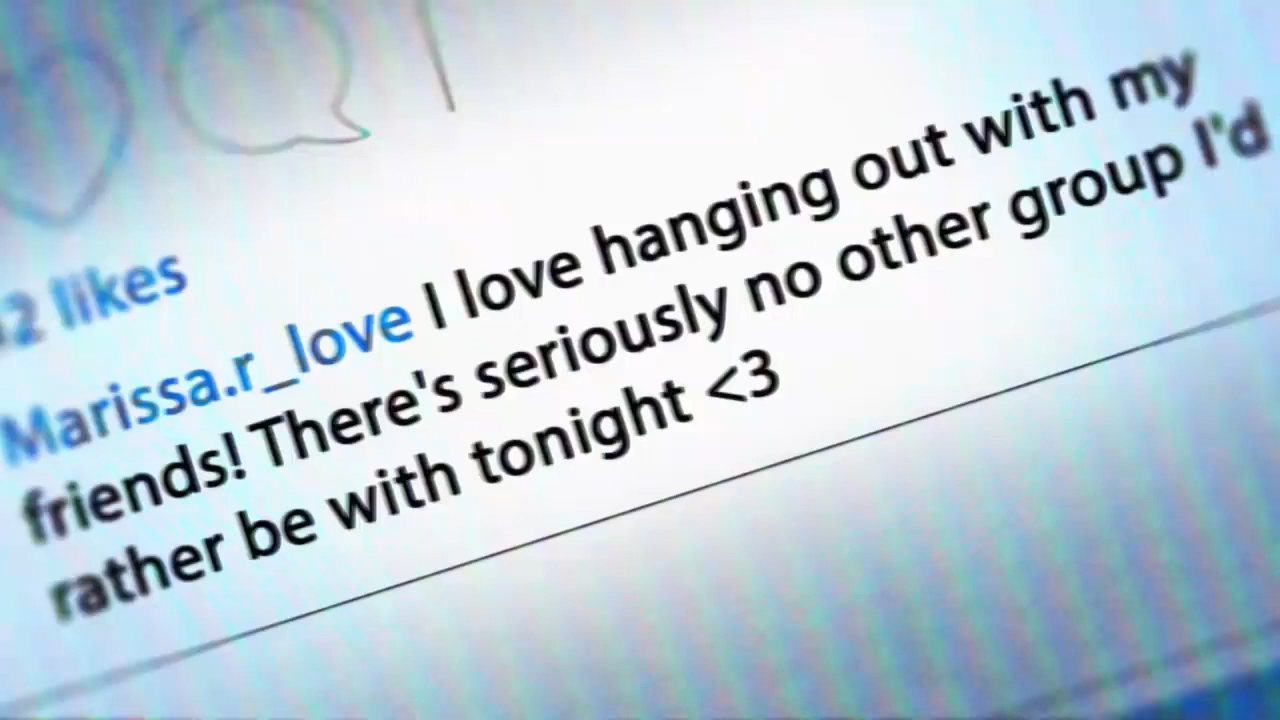 2 likes
Marissa.r_love I love hanging out with my
friends! There's seriously no other group I'd
rather be with tonight <3